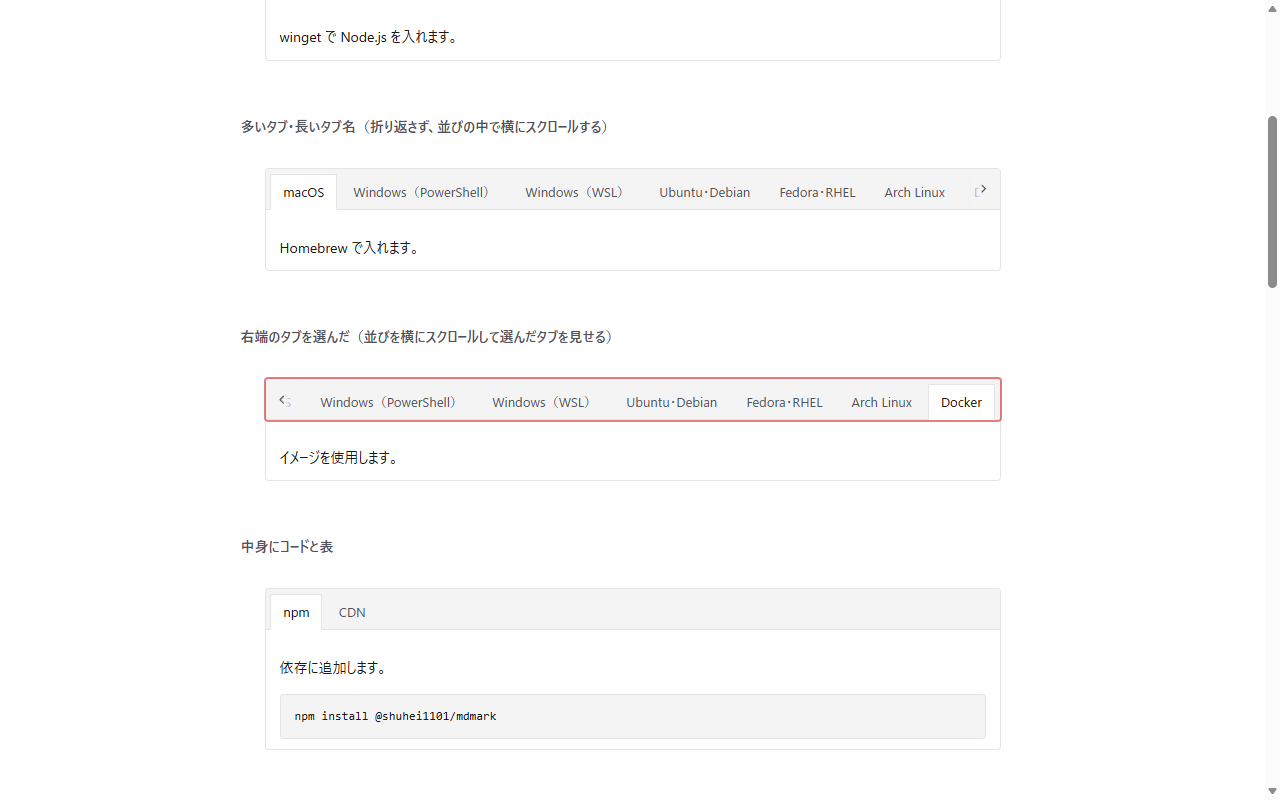 winget で Node.js を入れます。
多いタブ・長いタブ名（折り返さず、並びの中で横にスクロールする）
macOS Windows（PowerShell） Windows（WSL） Ubuntu・Debian Fedora・RHEL Arch Linux
Homebrew で入れます。
右端のタブを選んだ（並びを横にスクロールして選んだタブを見せる）
Windows（PowerShell） Windows（WSL） Ubuntu・Debian Fedora・RHEL Arch Linux Docker
イメージを使用します。
中身にコードと表
npm CDN
依存に追加します。
npm install @shuhei1101/mdmark